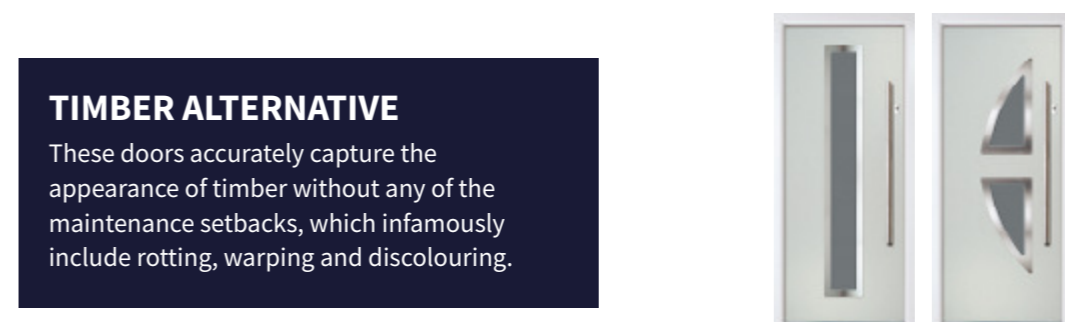 TIMBER ALTERNATIVE
These doors accurately capture the
appearance of timber without any of the
maintenance setbacks, which infamously
include rotting, warping and discolouring.